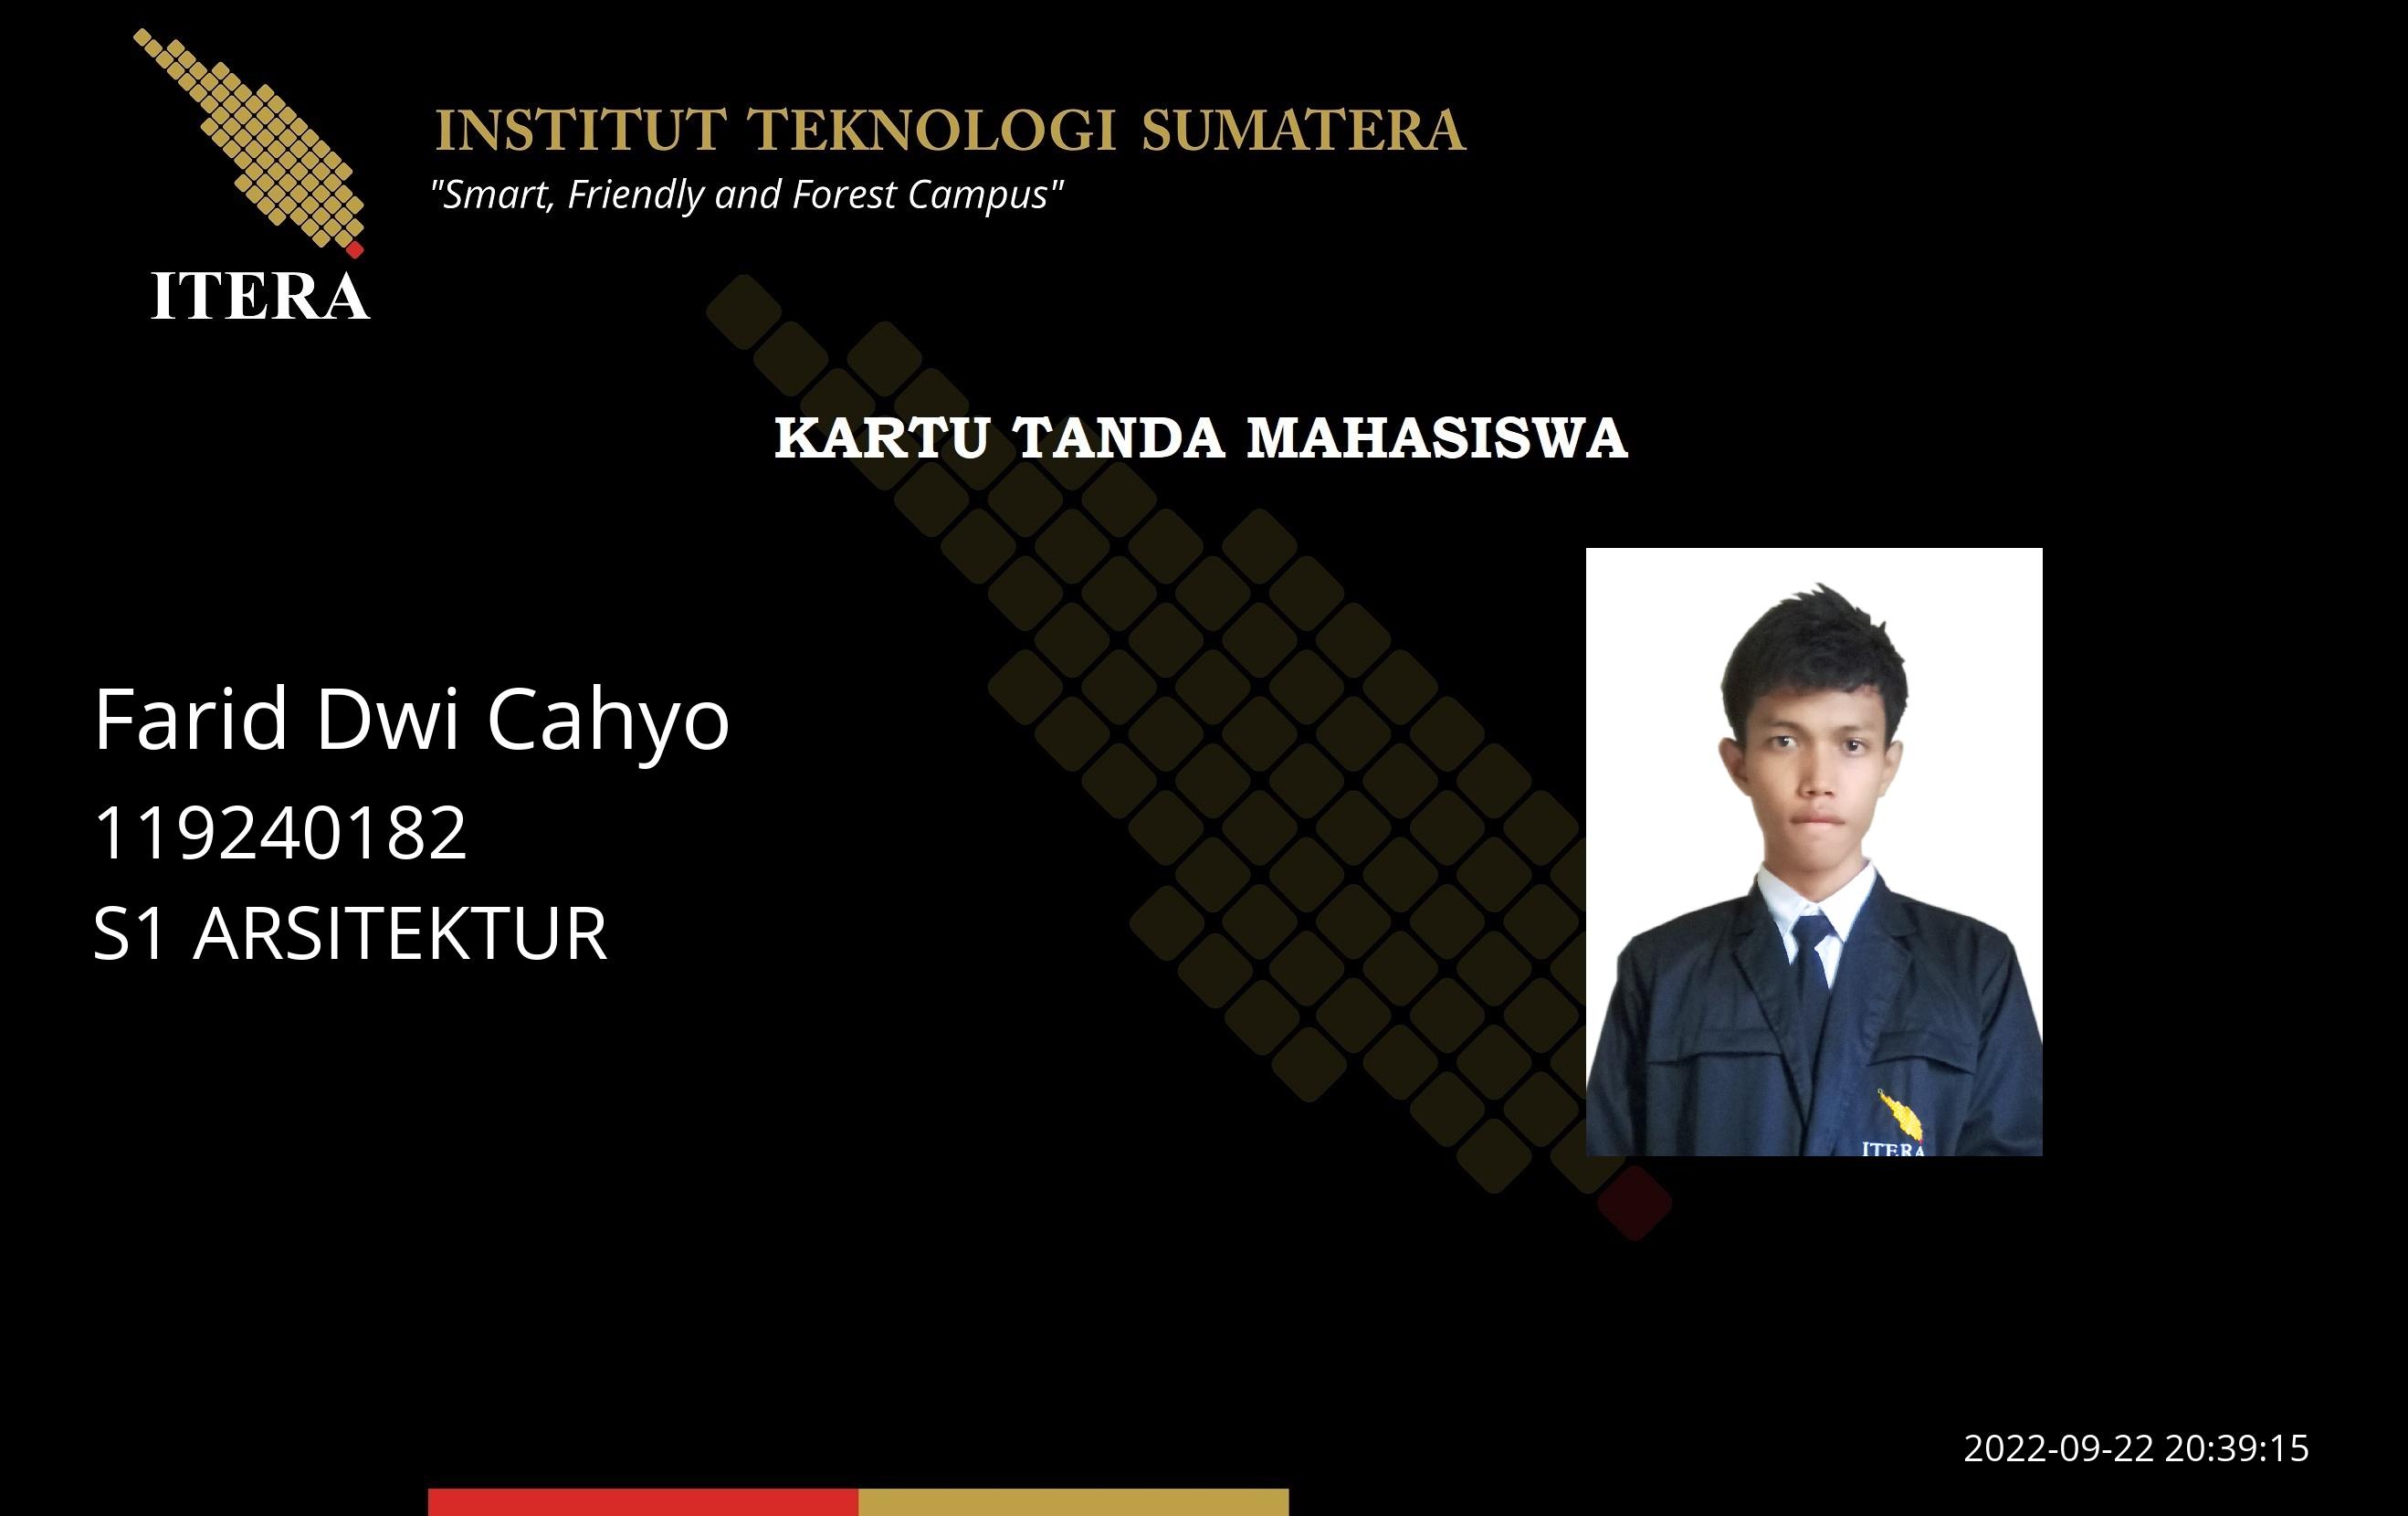 INSTITUT TEKNOLOGI SUMATERA
"Smart, Friendly and Forest Campus"
ITERA
KARTU TANDA MAHASISWA
Farid Dwi Cahyo
119240182
S1 ARSITEKTUR
ITERA
2022-09-22 20:39:15